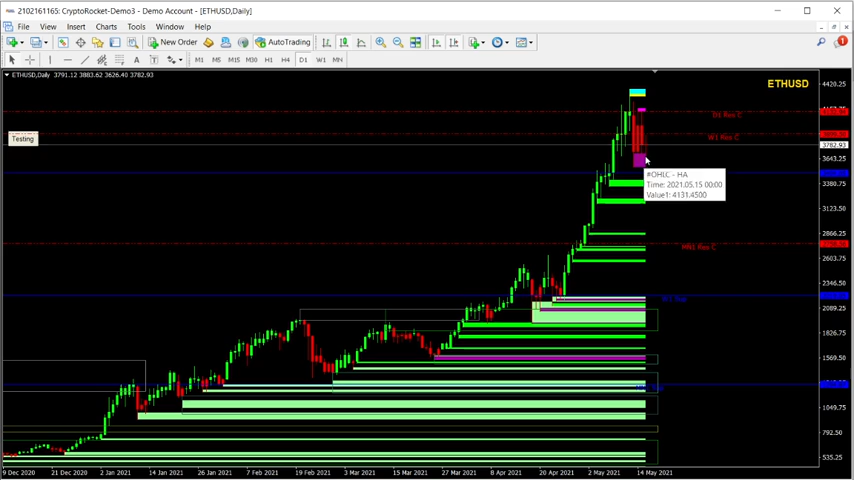 2102161165: CryptoRocket-Demo3 - Demo Account - [ETHUSD,Daily]
File View Insert Charts Tools Window Help
New Order AutoTrading
A T M1 M5 M15 M30 H1 H4 D1 W1 MN
ETHUSD,Daily 3791.12 3883.62 3626.40 3782.93
ETHUSD
4420.25
D1 Res C
W1 Res C
Testing
3782.93
3643.25
#OHLC - HA
Time: 2021.05.15 00:00
Value1: 4131.4500
3380.75
3123.50
2866.25
MN1 Res C
2603.75
2346.50
2089.25
1826.75
1569.50
1049.75
792.50
535.25
9 Dec 2020 21 Dec 2020 2 Jan 2021 14 Jan 2021 26 Jan 2021 7 Feb 2021 19 Feb 2021 3 Mar 2021 15 Mar 2021 27 Mar 2021 8 Apr 2021 20 Apr 2021 2 May 2021 14 May 2021